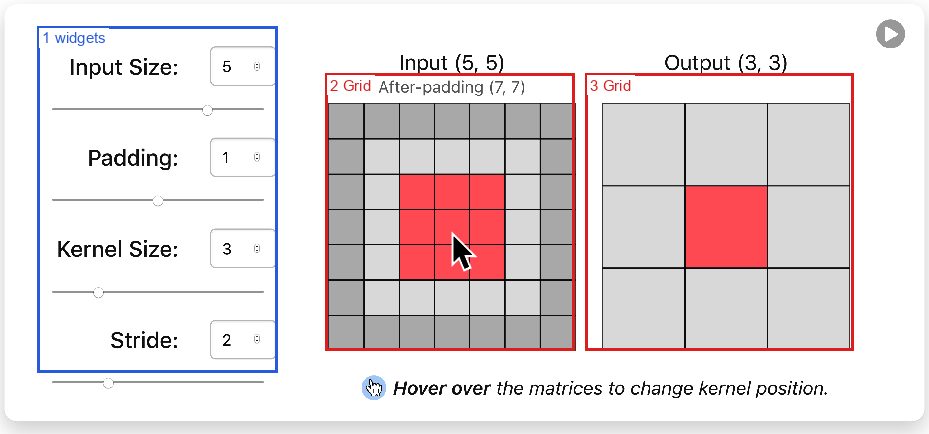 1 widgets
Input Size: 5
Padding: 1
Kernel Size: 3
Stride: 2
Input (5, 5)
2 Grid After-padding (7, 7)
Output (3, 3)
3 Grid
Hover over the matrices to change kernel position.